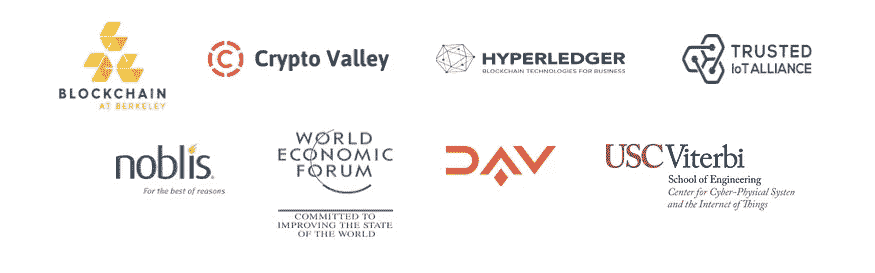 BLOCKCHAIN
AT BERKELEY
Crypto Valley
HYPERLEDGER
BLOCKCHAIN TECHNOLOGIES FOR BUSINESS
TRUSTED
IoT ALLIANCE
noblis.
For the best of reasons
WORLD
ECONOMIC
FORUM
COMMITTED TO
IMPROVING THE STATE
OF THE WORLD
DAV
USC Viterbi
School of Engineering
Center for Cyber-Physical Systen
and the Internet of Things